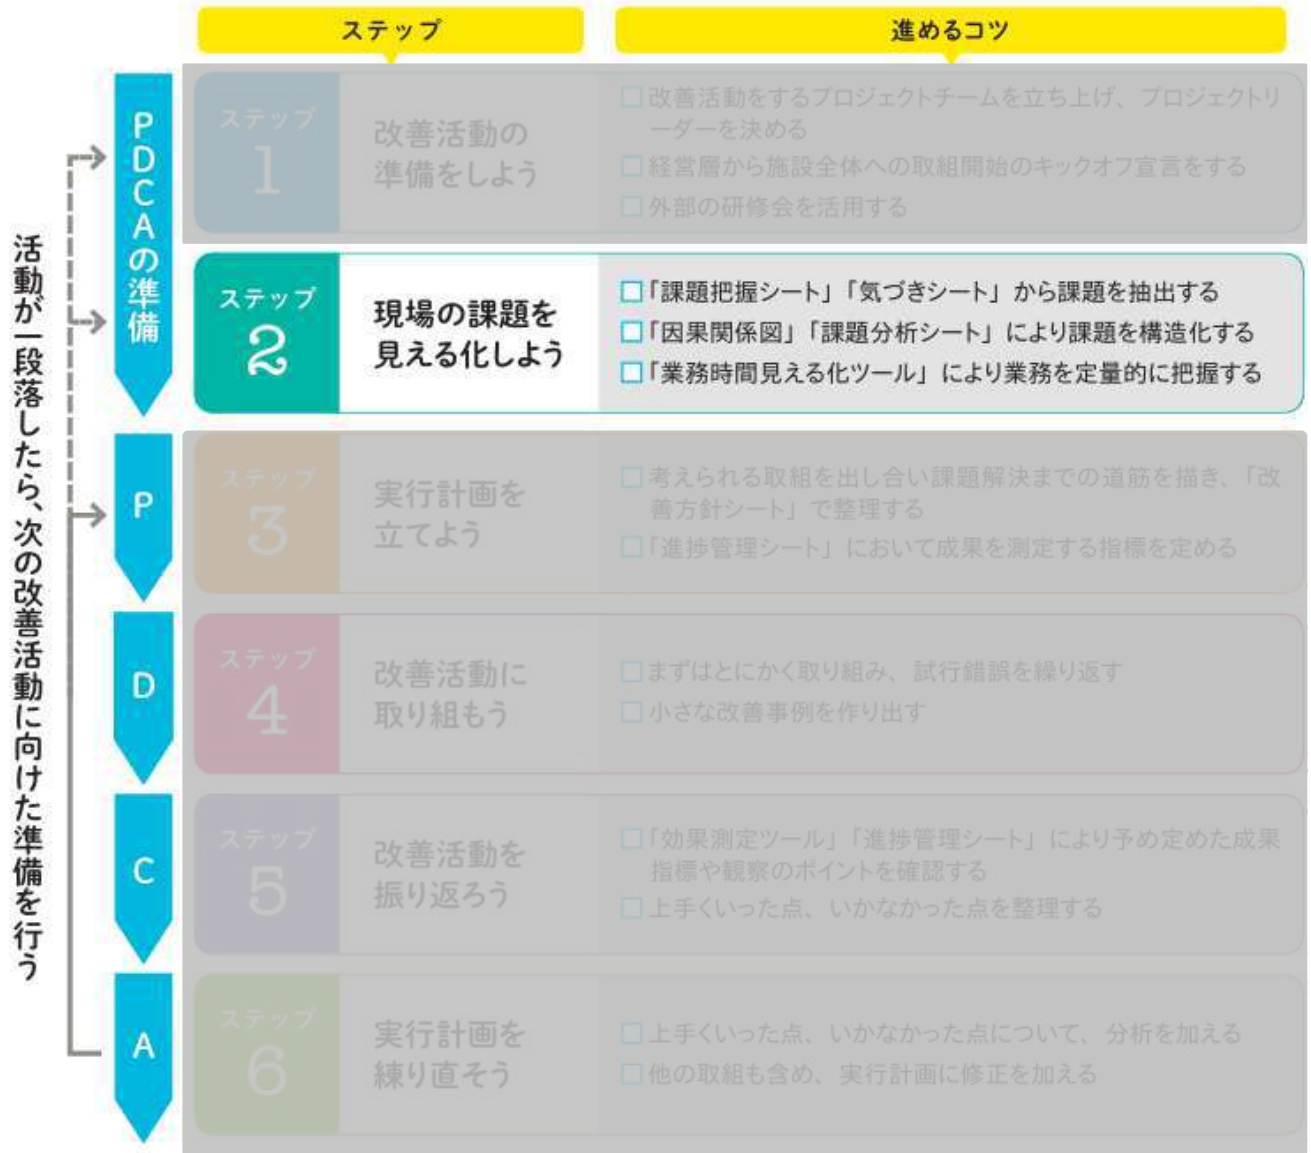 ステップ
進めるコツ
活動が一段落したら、次の改善活動に向けた準備を行う
PDCAの準備
ステップ
1
改善活動の
準備をしよう
□改善活動をするプロジェクトチームを立ち上げ、プロジェクトリ
ーダーを決める
□経営層から施設全体への取組開始のキックオフ宣言をする
□外部の研修会を活用する
ステップ
2
現場の課題を
見える化しよう
□「課題把握シート」「気づきシート」から課題を抽出する
□「因果関係図」「課題分析シート」により課題を構造化する
□「業務時間見える化ツール」により業務を定量的に把握する
P
ステップ
3
実行計画を
立てよう
□考えられる取組を出し合い課題解決までの道筋を描き、「改
善方針シート」で整理する
□「進捗管理シート」において成果を測定する指標を定める
D
ステップ
4
改善活動に
取り組もう
□まずはとにかく取り組み、試行錯誤を繰り返す
□小さな改善事例を作り出す
C
ステップ
5
改善活動を
振り返ろう
□「効果測定ツール」「進捗管理シート」により予め定めた成果
指標や観察のポイントを確認する
□上手くいった点、いかなかった点を整理する
A
ステップ
6
実行計画を
練り直そう
□上手くいった点、いかなかった点について、分析を加える
□他の取組も含め、実行計画に修正を加える